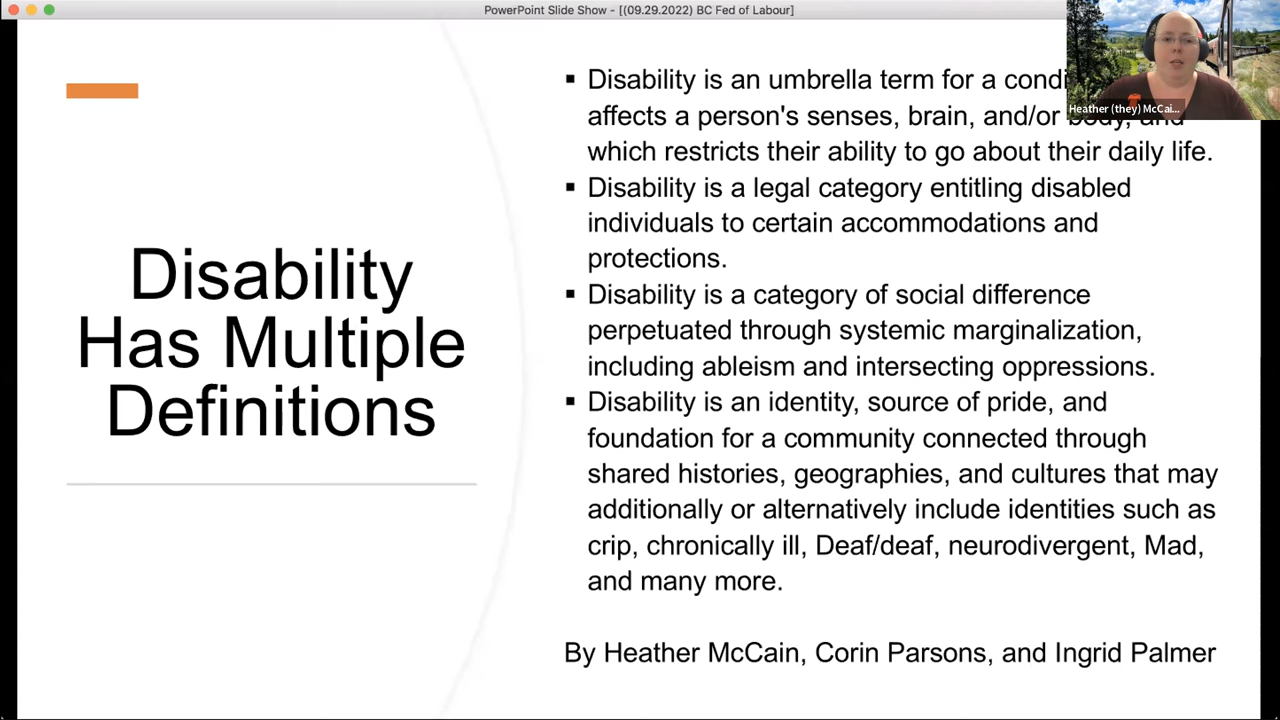 PowerPoint Slide Show - [(09.29.2022) BC Fed of Labour]
Heather (they) McCai...
Disability
Has Multiple
Definitions
▪ Disability is an umbrella term for a
affects a person's senses, brain, and/or body, and
which restricts their ability to go about their daily life.
▪ Disability is a legal category entitling disabled
individuals to certain accommodations and
protections.
▪ Disability is a category of social difference
perpetuated through systemic marginalization,
including ableism and intersecting oppressions.
▪ Disability is an identity, source of pride, and
foundation for a community connected through
shared histories, geographies, and cultures that may
additionally or alternatively include identities such as
crip, chronically ill, Deaf/deaf, neurodivergent, Mad,
and many more.
By Heather McCain, Corin Parsons, and Ingrid Palmer